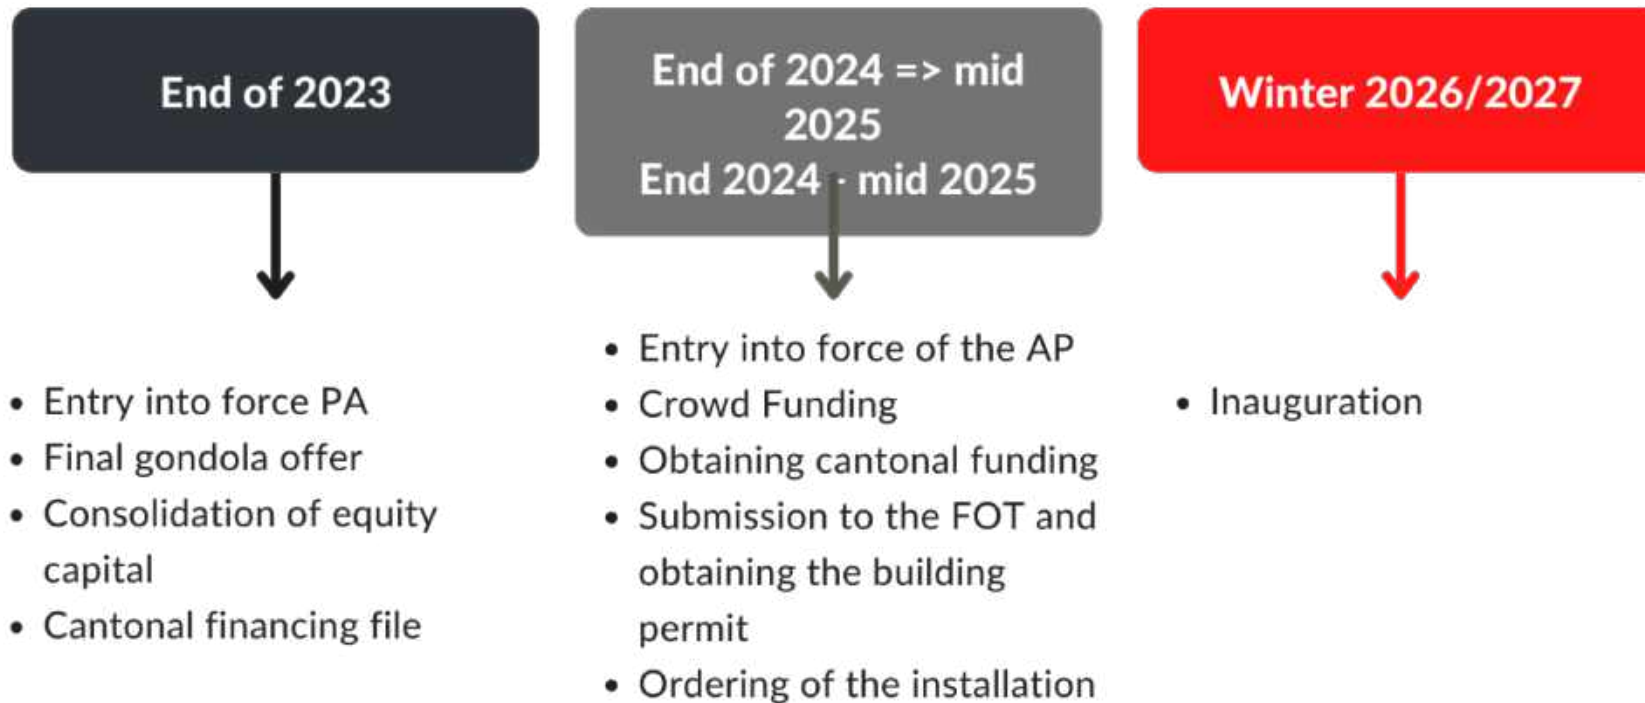 End of 2023
Entry into force PA
Final gondola offer
Consolidation of equity
capital
Cantonal financing file
End of 2024 => mid
2025
End 2024 - mid 2025
Entry into force of the AP
Crowd Funding
Obtaining cantonal funding
Submission to the FOT and
obtaining the building
permit
Ordering of the installation
Winter 2026/2027
Inauguration